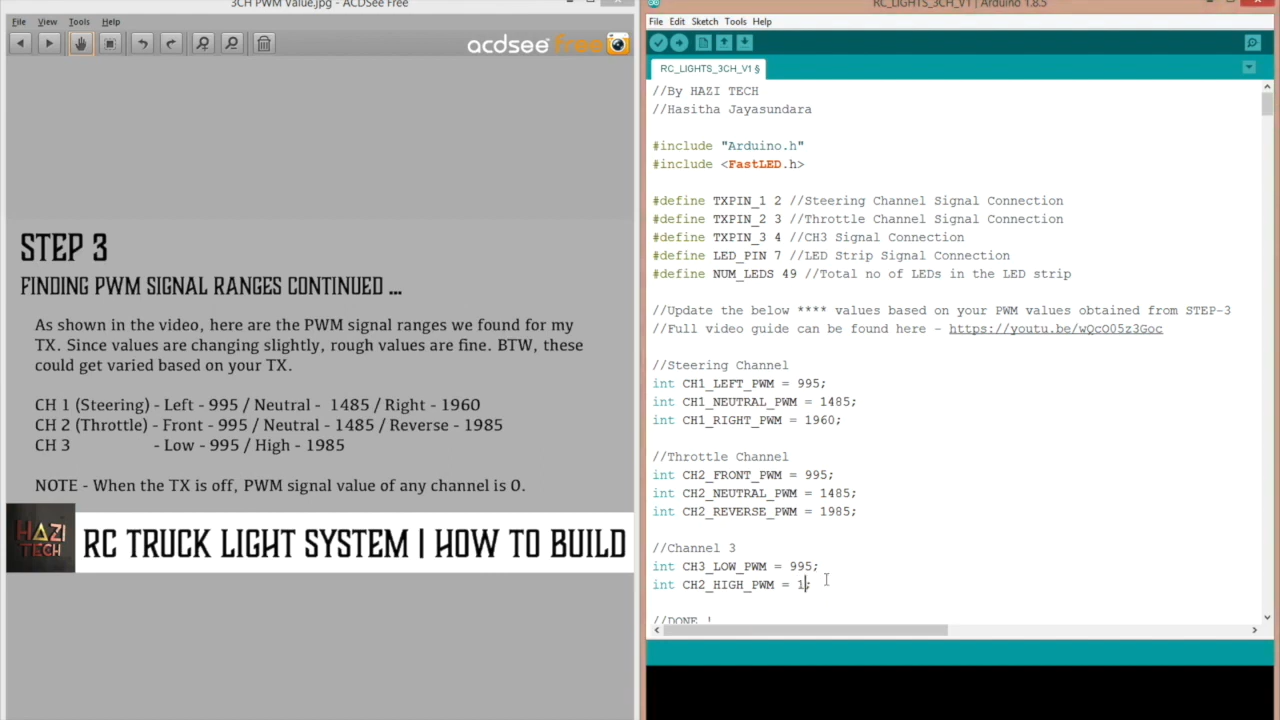 3CH PWM Value.jpg - ACDSee Free
File View Tools Help
acdsee free
STEP 3
FINDING PWM SIGNAL RANGES CONTINUED ...
As shown in the video, here are the PWM signal ranges we found for my
TX. Since values are changing slightly, rough values are fine. BTW, these
could get varied based on your TX.
CH 1 (Steering) - Left - 995 / Neutral - 1485 / Right - 1960
CH 2 (Throttle) - Front - 995 / Neutral - 1485 / Reverse - 1985
CH 3 - Low - 995 / High - 1985
NOTE - When the TX is off, PWM signal value of any channel is 0.
HAZI
TECH
RC TRUCK LIGHT SYSTEM | HOW TO BUILD
RC_LIGHTS_3CH_V1 | Arduino 1.8.5
File Edit Sketch Tools Help
RC_LIGHTS_3CH_V1 §
//By HAZI TECH
//Hasitha Jayasundara
#include "Arduino.h"
#include <FastLED.h>
#define TXPIN_1 2 //Steering Channel Signal Connection
#define TXPIN_2 3 //Throttle Channel Signal Connection
#define TXPIN_3 4 //CH3 Signal Connection
#define LED_PIN 7 //LED Strip Signal Connection
#define NUM_LEDS 49 //Total no of LEDs in the LED strip
//Update the below **** values based on your PWM values obtained from STEP-3
//Full video guide can be found here - https://youtu.be/wQcO05z3Goc
//Steering Channel
int CH1_LEFT_PWM = 995;
int CH1_NEUTRAL_PWM = 1485;
int CH1_RIGHT_PWM = 1960;
//Throttle Channel
int CH2_FRONT_PWM = 995;
int CH2_NEUTRAL_PWM = 1485;
int CH2_REVERSE_PWM = 1985;
//Channel 3
int CH3_LOW_PWM = 995;
int CH2_HIGH_PWM = 1;
//DONE !